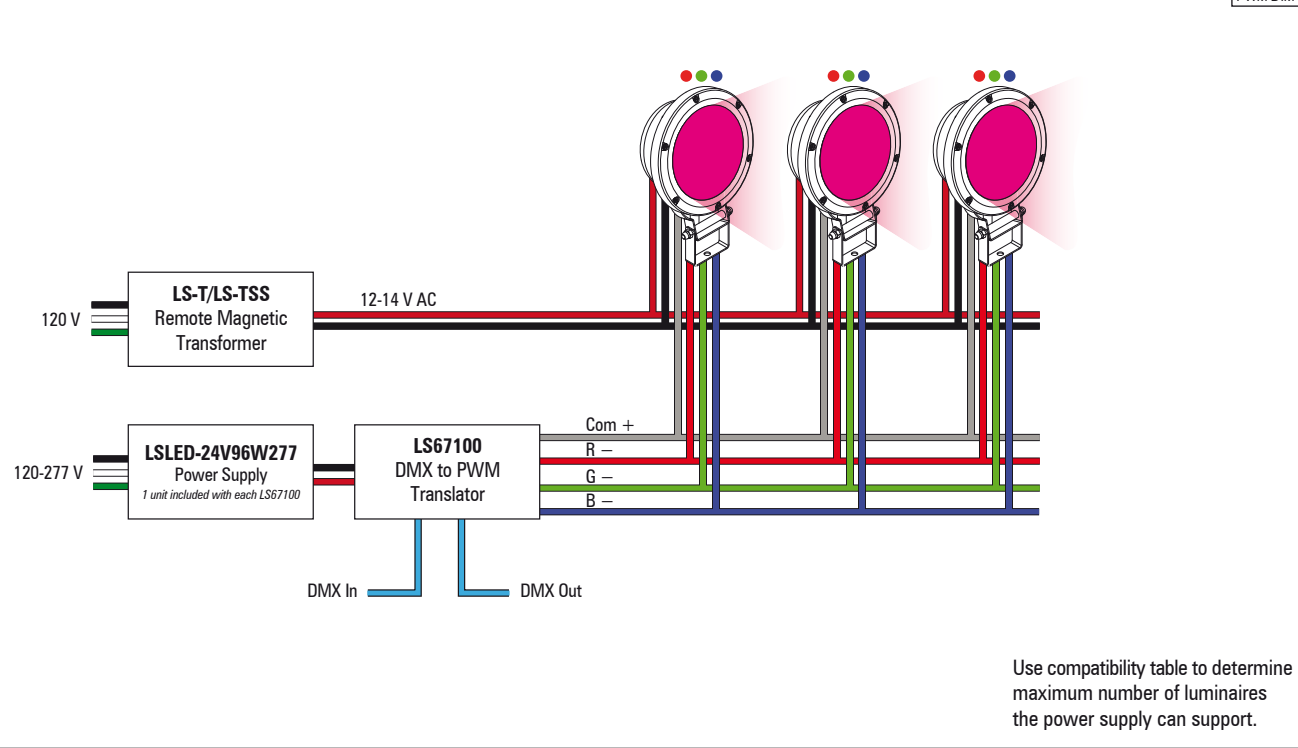 LS-T/LS-TSS
Remote Magnetic
Transformer
120 V
12-14 V AC
LSLED-24V96W277
Power Supply
1 unit included with each LS67100
120-277 V
LS67100
DMX to PWM
Translator
Com +
R −
G −
B −
DMX In
DMX Out
Use compatibility table to determine
maximum number of luminaires
the power supply can support.